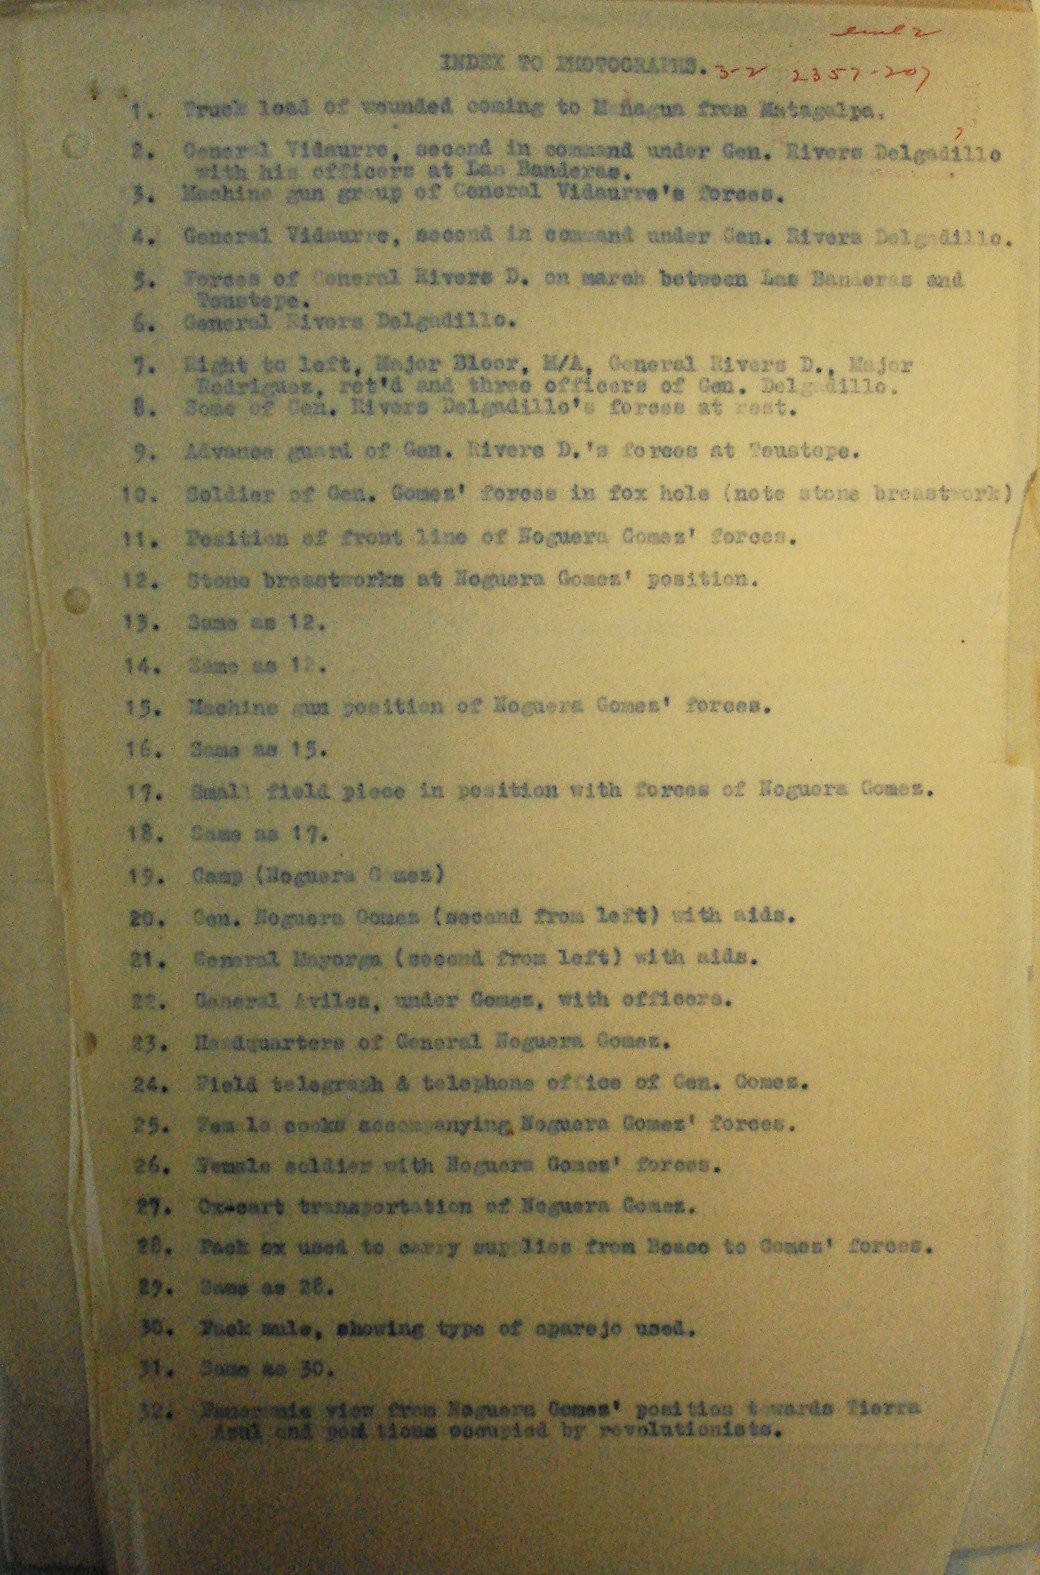 encl 2
INDEX TO PHOTOGRAPHS. 3-2 2357-207
1. Truck load of wounded coming to Managua from Matagalpa.
2. General Vidaurre, second in command under Gen. Rivers Delgadillo
with his officers at Las Banderas.
3. Machine gun group of General Vidaurre's forces.
4. General Vidaurre, second in command under Gen. Rivers Delgadillo.
5. Forces of General Rivers D. on march between Las Banderas and
Teustepe.
6. General Rivers Delgadillo.
7. Right to left, Major Bloor, M/A, General Rivers D., Major
Rodriguez, ret'd and three officers of Gen. Delgadillo.
8. Some of Gen. Rivers Delgadillo's forces at rest.
9. Advance guard of Gen. Rivers D.'s forces at Teustepe.
10. Soldier of Gen. Gomez' forces in fox hole (note stone breastwork)
11. Position of front line of Noguera Gomez' forces.
12. Stone breastworks at Noguera Gomez' position.
13. Same as 12.
14. Same as 12.
15. Machine gun position of Noguera Gomez' forces.
16. Same as 15.
17. Small field piece in position with forces of Noguera Gomez.
18. Same as 17.
19. Camp (Noguera Gomez)
20. Gen. Noguera Gomez (second from left) with aids.
21. General Mayorga (second from left) with aids.
22. General Aviles, under Gomez, with officers.
23. Headquarters of General Noguera Gomez.
24. Field telegraph & telephone office of Gen. Gomez.
25. Female cooks accompanying Noguera Gomez' forces.
26. Female soldier with Noguera Gomez' forces.
27. Ox-cart transportation of Noguera Gomez.
28. Pack ox used to carry supplies from Boaco to Gomez' forces.
29. Same as 28.
30. Pack mule, showing type of aparejo used.
31. Same as 30.
32. Panoramic view from Noguera Gomez' position towards Tierra
Azul and positions occupied by revolutionists.